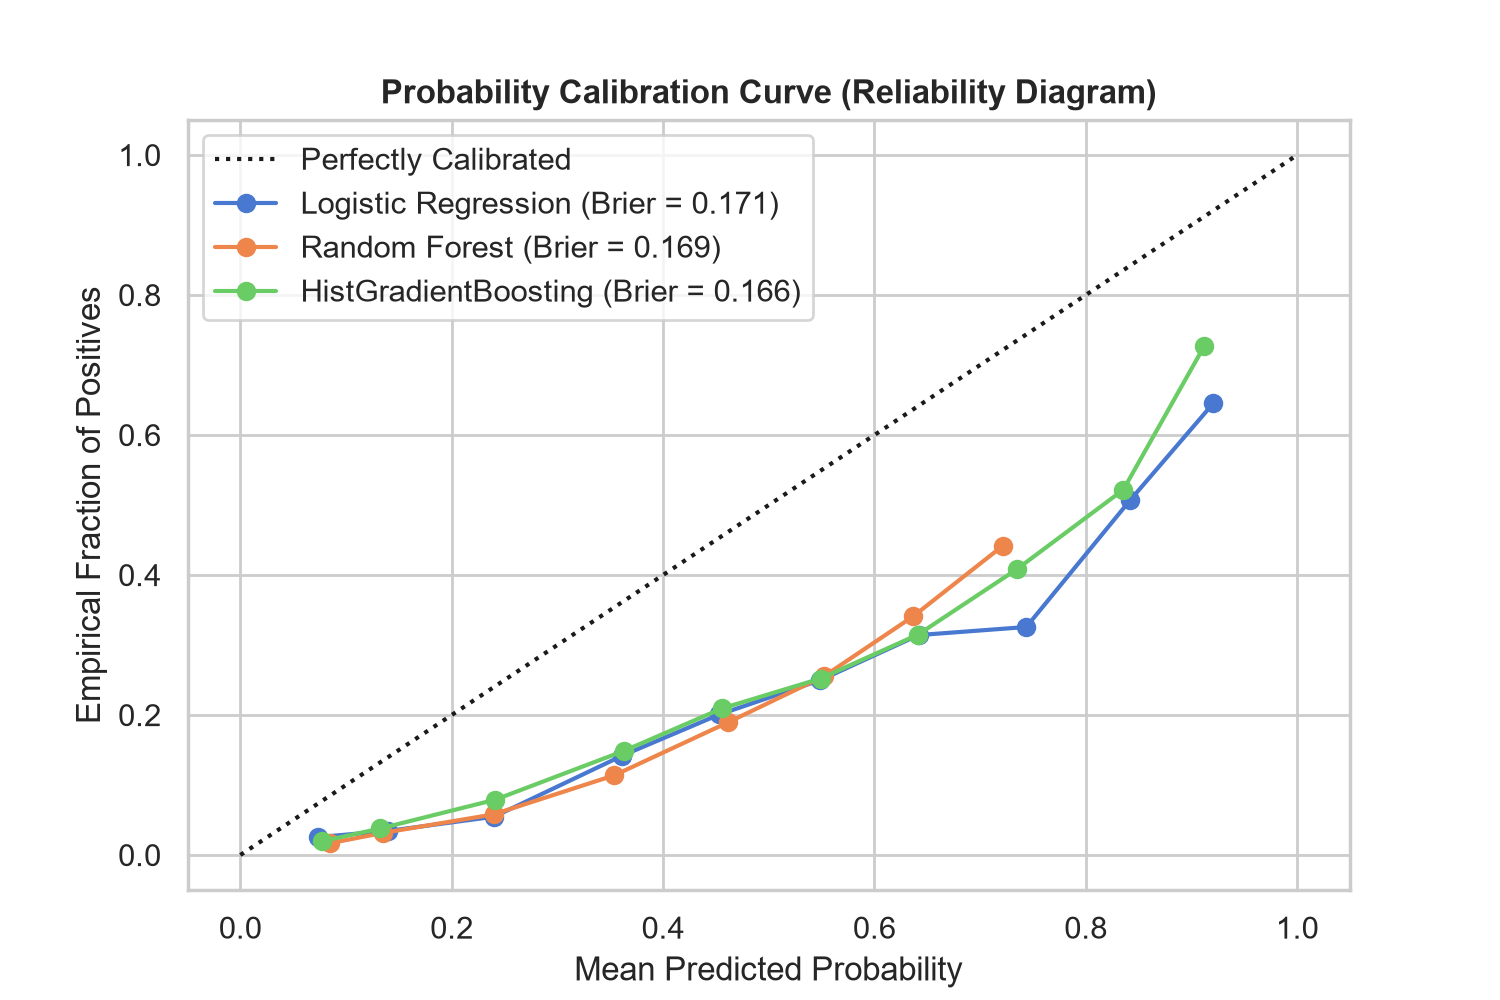 Probability Calibration Curve (Reliability Diagram)
Perfectly Calibrated
Logistic Regression (Brier = 0.171)
Random Forest (Brier = 0.169)
HistGradientBoosting (Brier = 0.166)
Empirical Fraction of Positives
1.0
0.8
0.6
0.4
0.2
0.0
0.0 0.2 0.4 0.6 0.8 1.0
Mean Predicted Probability